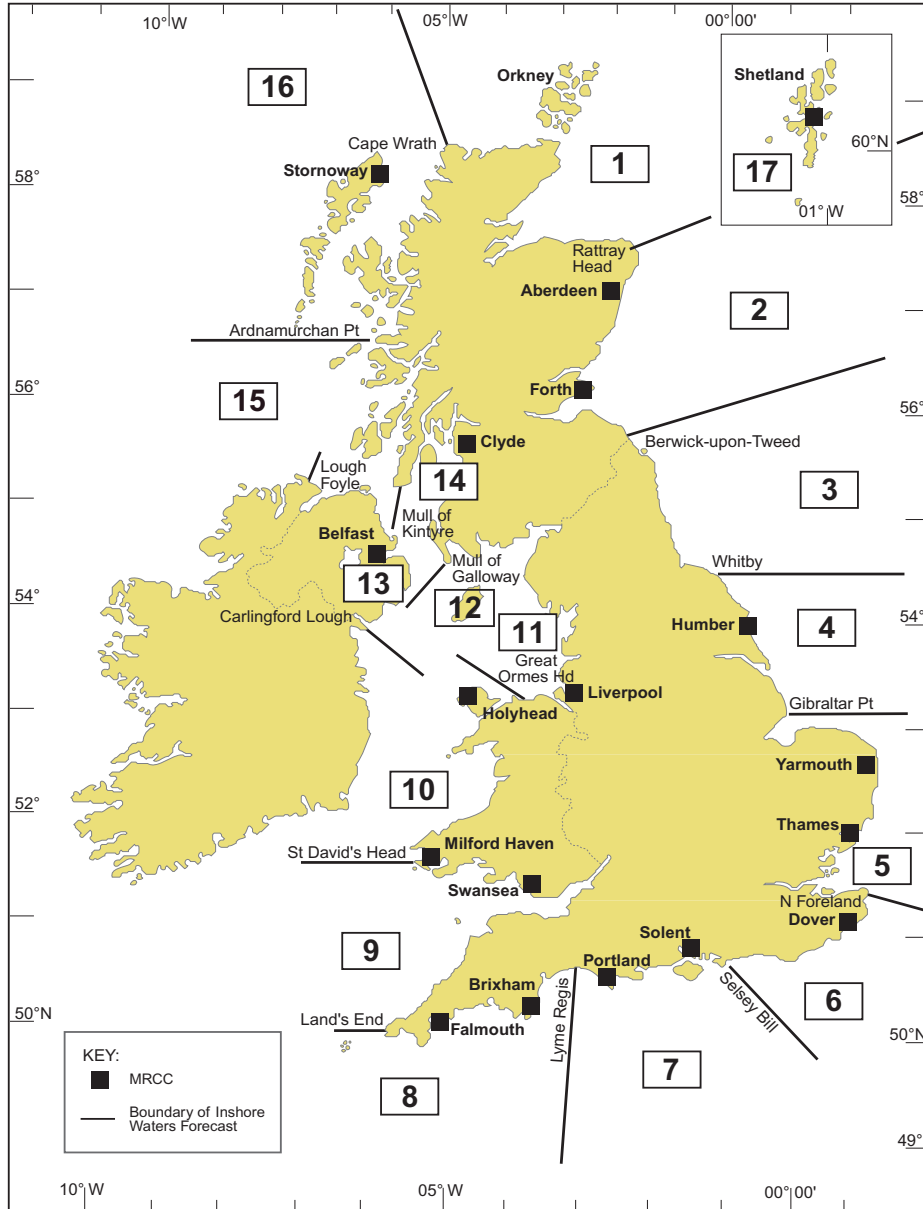 10°W
05°W
00°00'
16
Orkney
Shetland
Cape Wrath
Stornoway
1
60°N
17
01° W
58°
58°
Rattray
Head
Aberdeen
2
Ardnamurchan Pt
56°
15
Forth
56°
Clyde
Berwick-upon-Tweed
Lough
Foyle
14
3
Mull of
Kintyre
Belfast
Mull of
Galloway
Whitby
13
12
54°
Carlingford Lough
11
Humber
4
54°
Great
Ormes Hd
Liverpool
Holyhead
Gibraltar Pt
Yarmouth
10
52°
Thames
Milford Haven
St David's Head
5
Swansea
N Foreland
Dover
Solent
9
Portland
Brixham
Selsey Bill
6
Lyme Regis
50°N
Land's End
Falmouth
50°N
7
KEY:
MRCC
8
Boundary of Inshore
Waters Forecast
49°
10°W
05°W
00°00'